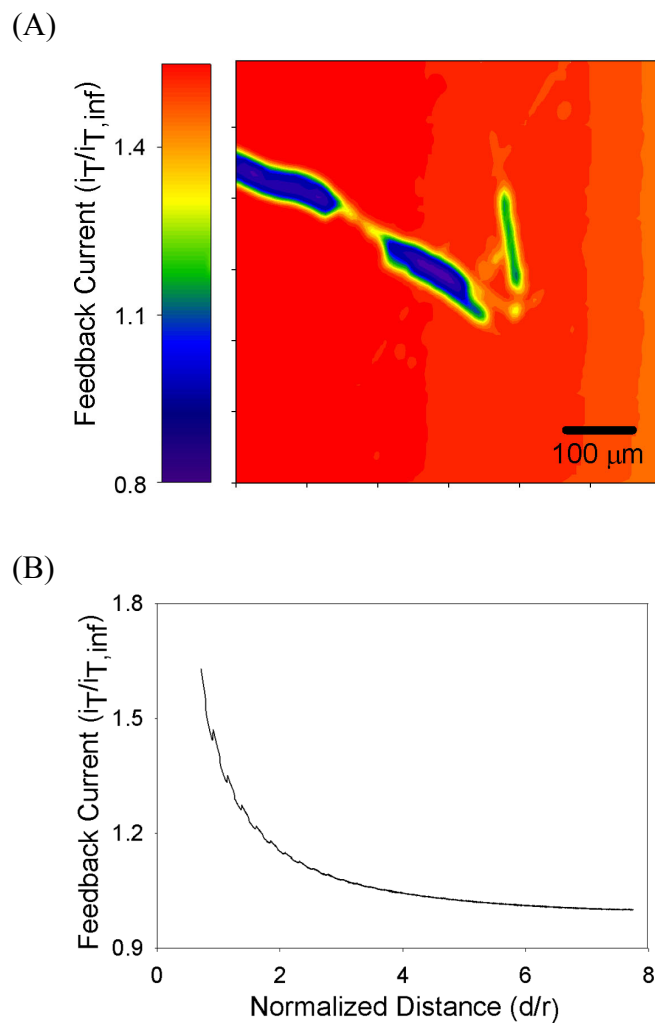 (A)
Feedback Current (iT/iT,inf)
1.4
1.1
0.8
100 μm
(B)
Feedback Current (iT/iT,inf)
1.8
1.5
1.2
0.9
0 2 4 6 8
Normalized Distance (d/r)